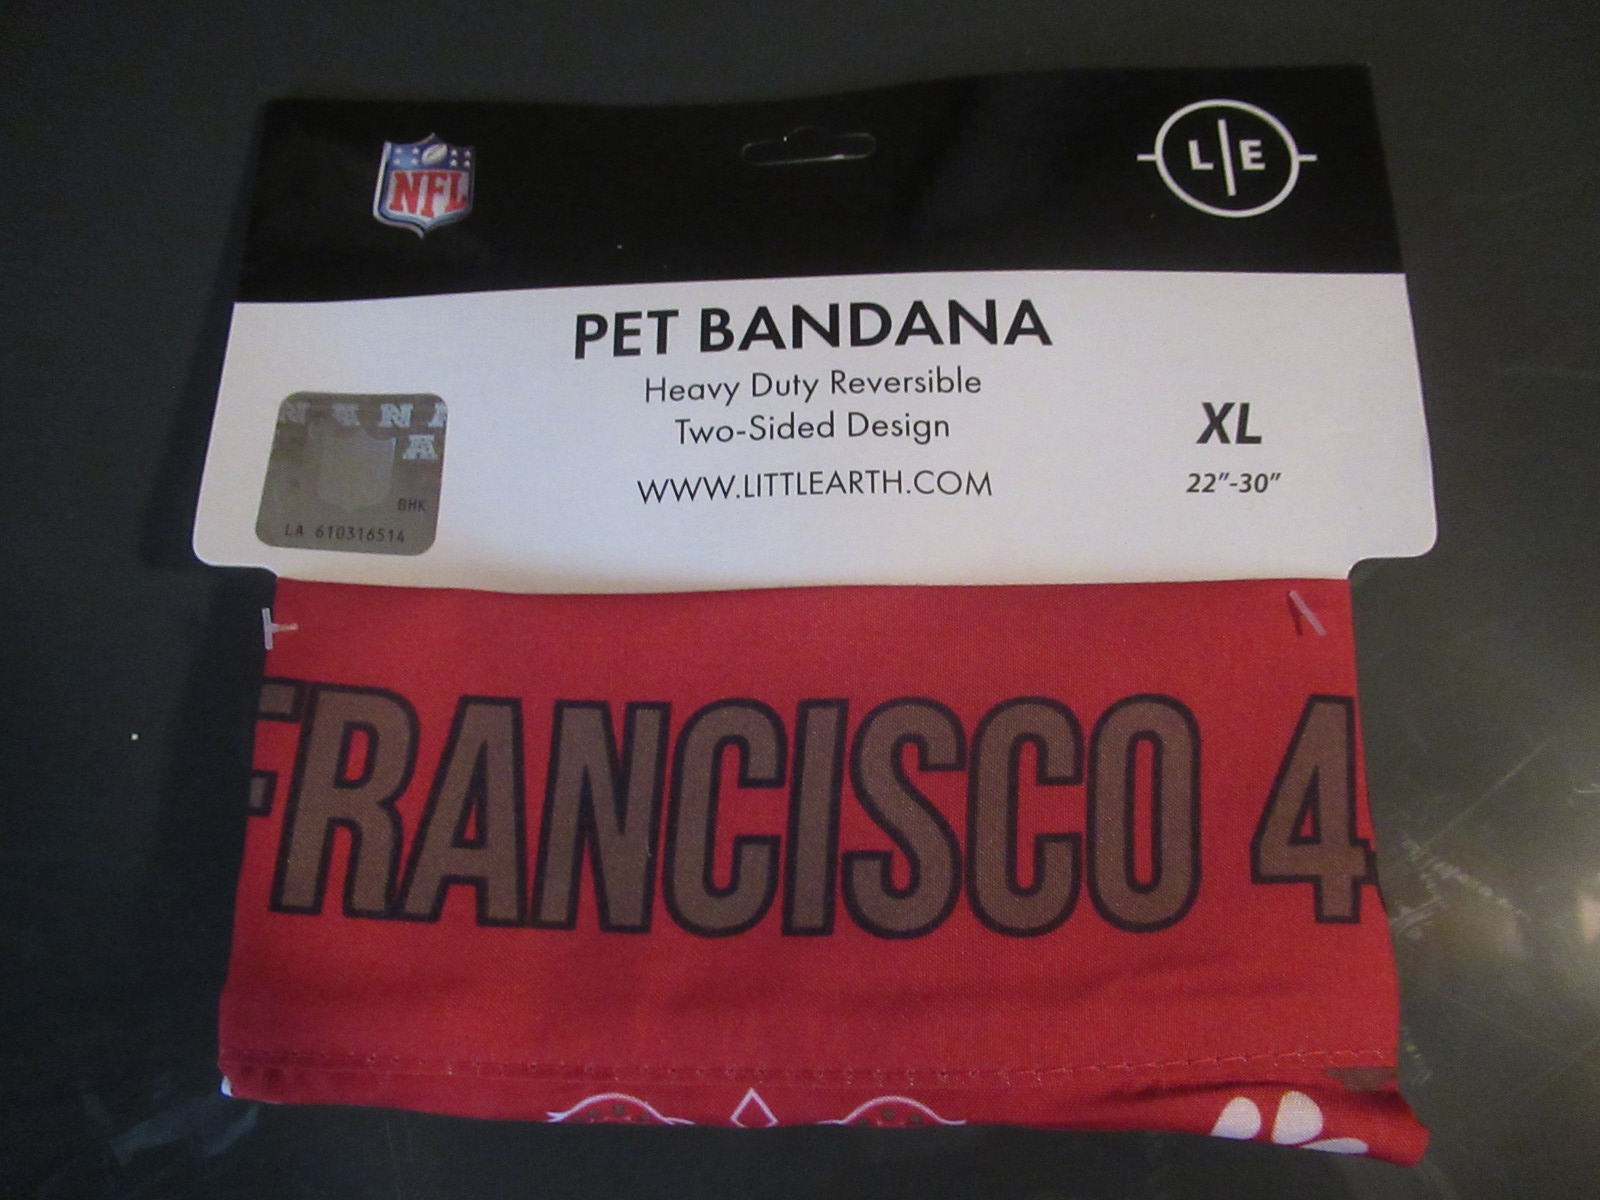 NFL
L|E
PET BANDANA
Heavy Duty Reversible
Two-Sided Design
WWW.LITTLEARTH.COM
XL
22"-30"
BHK
LA 610316514
FRANCISCO 4